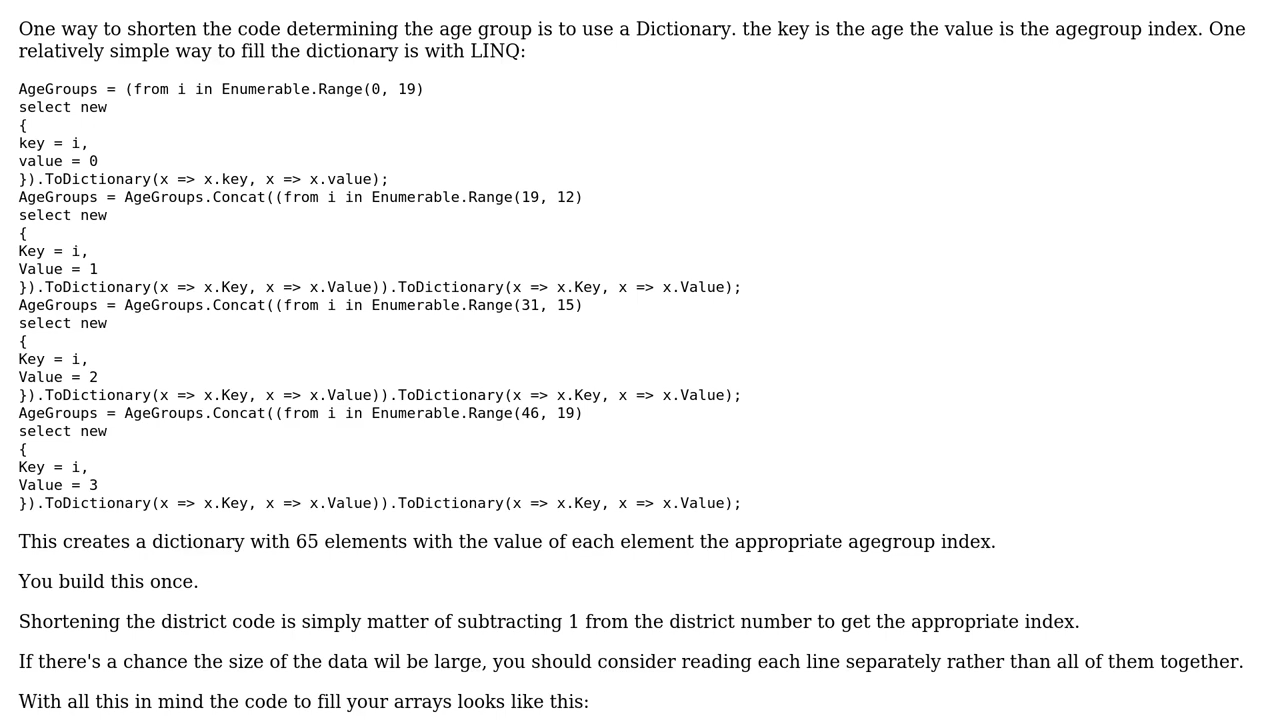 One way to shorten the code determining the age group is to use a Dictionary. the key is the age the value is the agegroup index. One
relatively simple way to fill the dictionary is with LINQ:
AgeGroups = (from i in Enumerable.Range(0, 19)
select new
{
key = i,
value = 0
}).ToDictionary(x => x.key, x => x.value);
AgeGroups = AgeGroups.Concat((from i in Enumerable.Range(19, 12)
select new
{
Key = i,
Value = 1
}).ToDictionary(x => x.Key, x => x.Value)).ToDictionary(x => x.Key, x => x.Value);
AgeGroups = AgeGroups.Concat((from i in Enumerable.Range(31, 15)
select new
{
Key = i,
Value = 2
}).ToDictionary(x => x.Key, x => x.Value)).ToDictionary(x => x.Key, x => x.Value);
AgeGroups = AgeGroups.Concat((from i in Enumerable.Range(46, 19)
select new
{
Key = i,
Value = 3
}).ToDictionary(x => x.Key, x => x.Value)).ToDictionary(x => x.Key, x => x.Value);
This creates a dictionary with 65 elements with the value of each element the appropriate agegroup index.
You build this once.
Shortening the district code is simply matter of subtracting 1 from the district number to get the appropriate index.
If there's a chance the size of the data wil be large, you should consider reading each line separately rather than all of them together.
With all this in mind the code to fill your arrays looks like this: